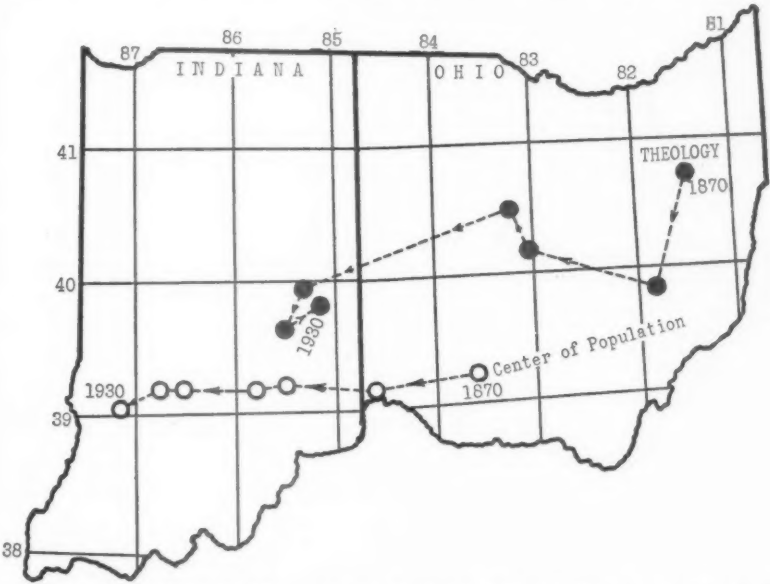 87 86 85 84 83 82 81
INDIANA OHIO
41
THEOLOGY
1870
40
1930
Center of Population
1930
1870
39
38